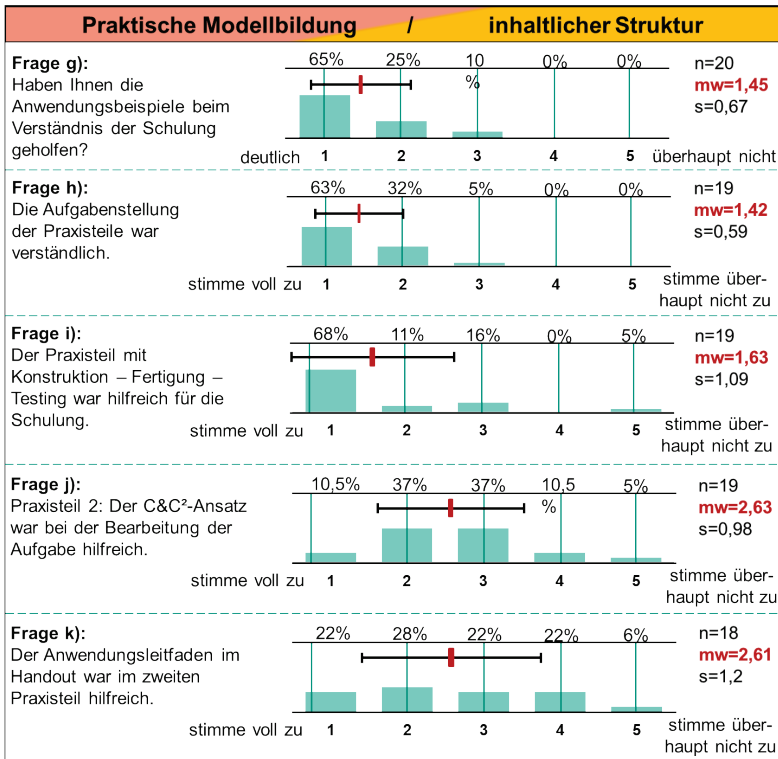 Praktische Modellbildung / inhaltlicher Struktur
Frage g):
Haben Ihnen die
Anwendungsbeispiele beim
Verständnis der Schulung
geholfen?
65% 25% 10 % 0% 0%
deutlich 1 2 3 4 5 überhaupt nicht
n=20
mw=1,45
s=0,67
Frage h):
Die Aufgabenstellung
der Praxisteile war
verständlich.
63% 32% 5% 0% 0%
stimme voll zu 1 2 3 4 5 stimme über-
haupt nicht zu
n=19
mw=1,42
s=0,59
Frage i):
Der Praxisteil mit
Konstruktion – Fertigung –
Testing war hilfreich für die
Schulung.
68% 11% 16% 0% 5%
stimme voll zu 1 2 3 4 5 stimme über-
haupt nicht zu
n=19
mw=1,63
s=1,09
Frage j):
Praxisteil 2: Der C&C²-Ansatz
war bei der Bearbeitung der
Aufgabe hilfreich.
10,5% 37% 37% 10,5 % 5%
stimme voll zu 1 2 3 4 5 stimme über-
haupt nicht zu
n=19
mw=2,63
s=0,98
Frage k):
Der Anwendungsleitfaden im
Handout war im zweiten
Praxisteil hilfreich.
22% 28% 22% 22% 6%
stimme voll zu 1 2 3 4 5 stimme über-
haupt nicht zu
n=18
mw=2,61
s=1,2